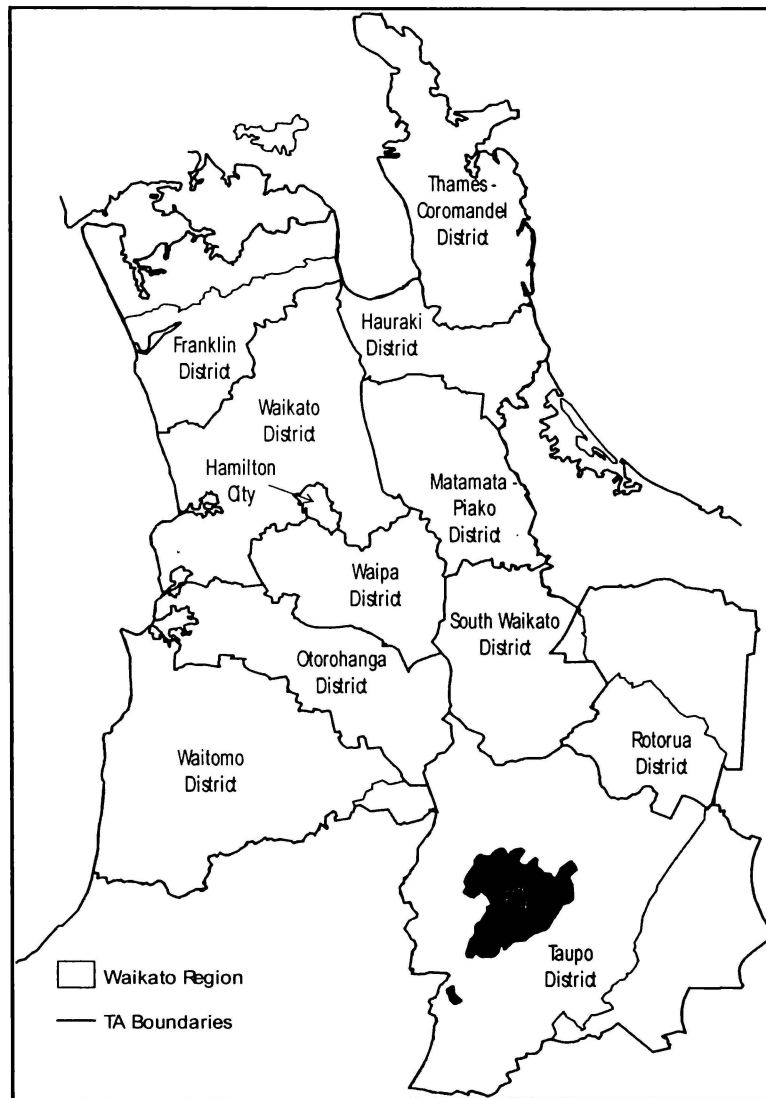 Thames -
Coromandel
District
Hauraki
District
Franklin
District
Waikato
District
Hamilton
City
Matamata -
Piako
District
Waipa
District
South Waikato
District
Otorohanga
District
Waitomo
District
Rotorua
District
Taupo
District
Waikato Region
TA Boundaries